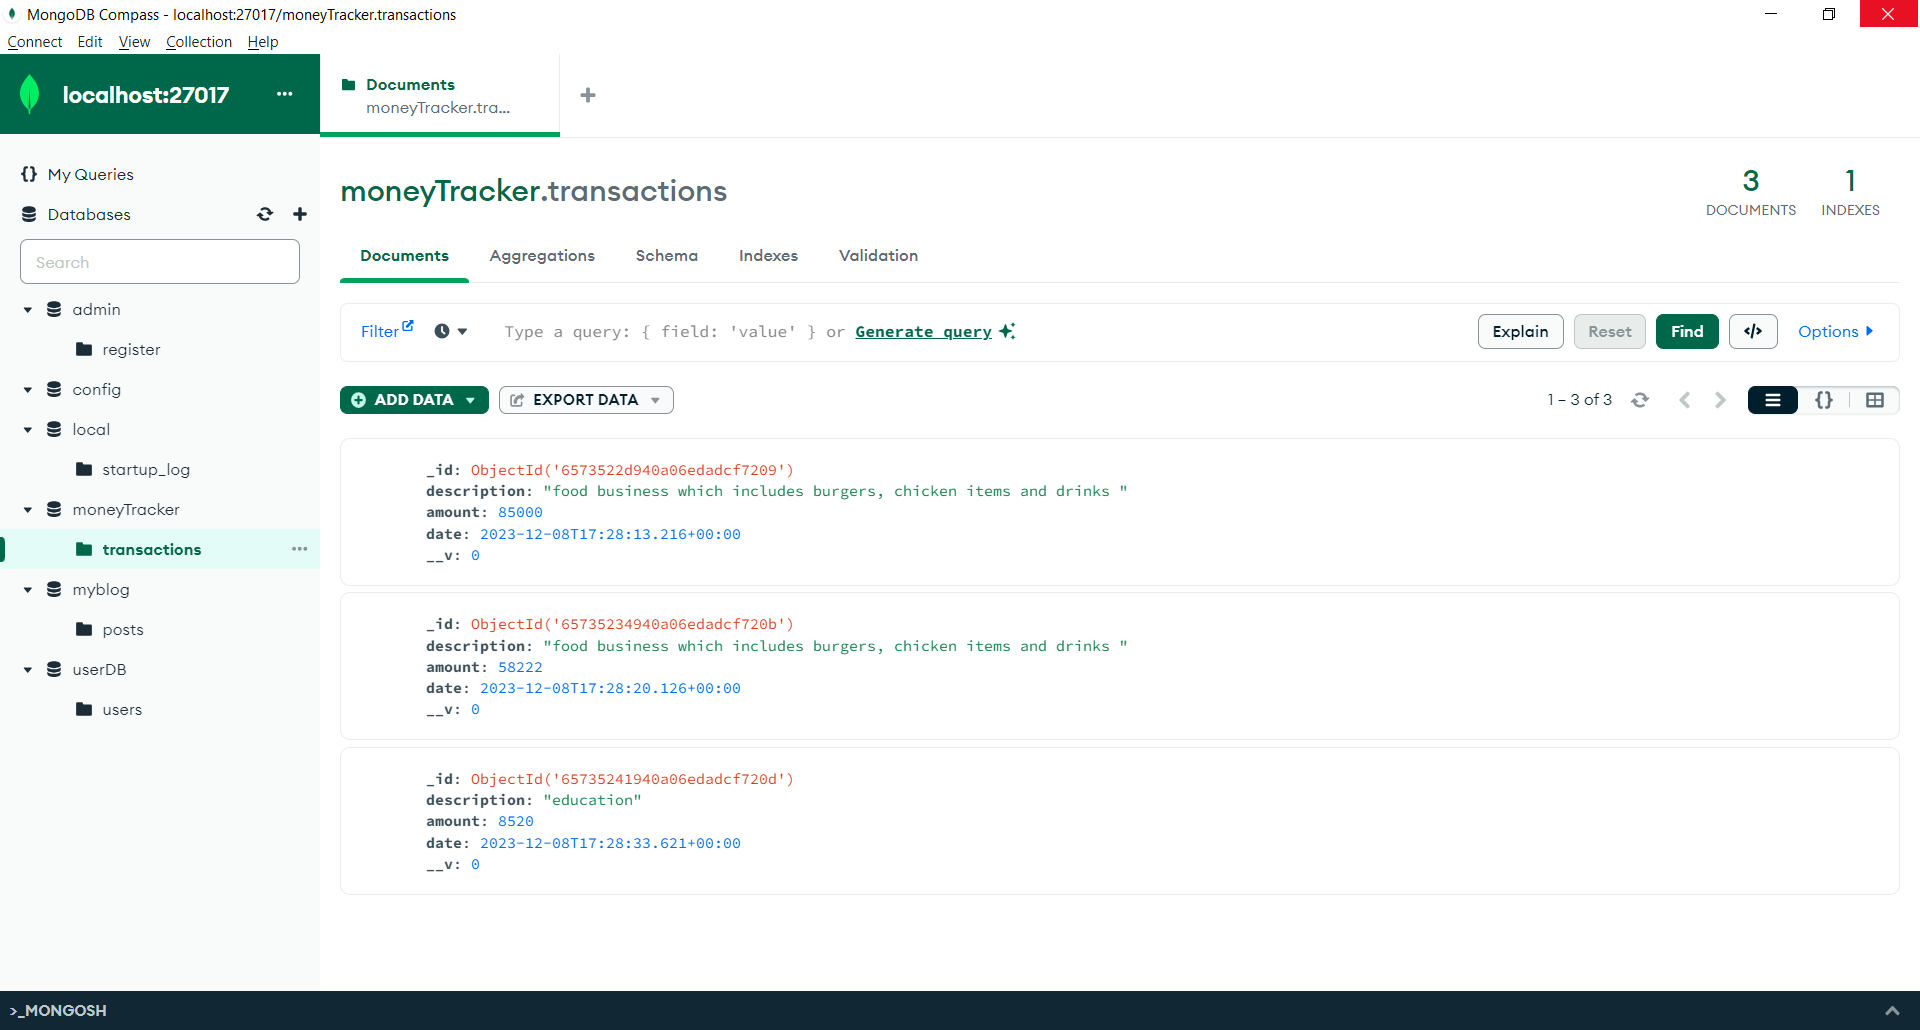 MongoDB Compass - localhost:27017/moneyTracker.transactions
Connect Edit View Collection Help
localhost:27017 ...
Documents
moneyTracker.tra...
My Queries
Databases
Search
admin
register
config
local
startup_log
moneyTracker
transactions
myblog
posts
userDB
users
moneyTracker.transactions
3
DOCUMENTS
1
INDEXES
Documents Aggregations Schema Indexes Validation
Filter Type a query: { field: 'value' } or Generate query Explain Reset Find </> Options
ADD DATA EXPORT DATA 1 – 3 of 3 {}
_id: ObjectId('6573522d940a06edadcf7209')
description: "food business which includes burgers, chicken items and drinks "
amount: 85000
date: 2023-12-08T17:28:13.216+00:00
__v: 0
_id: ObjectId('65735234940a06edadcf720b')
description: "food business which includes burgers, chicken items and drinks "
amount: 58222
date: 2023-12-08T17:28:20.126+00:00
__v: 0
_id: ObjectId('65735241940a06edadcf720d')
description: "education"
amount: 8520
date: 2023-12-08T17:28:33.621+00:00
__v: 0
>_MONGOSH